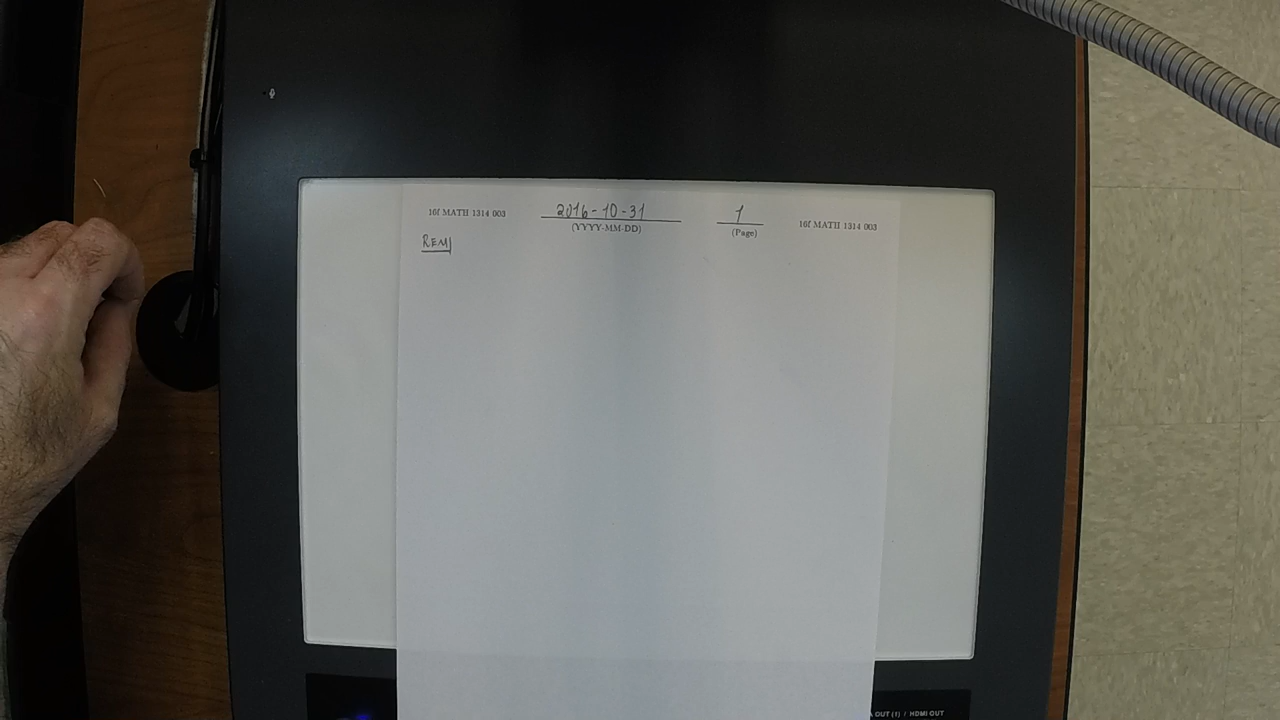 16f MATH 1314 003 2016-10-31 1 16f MATH 1314 003
(YYYY-MM-DD) (Page)
REM
OUT (1) / HDMI OUT